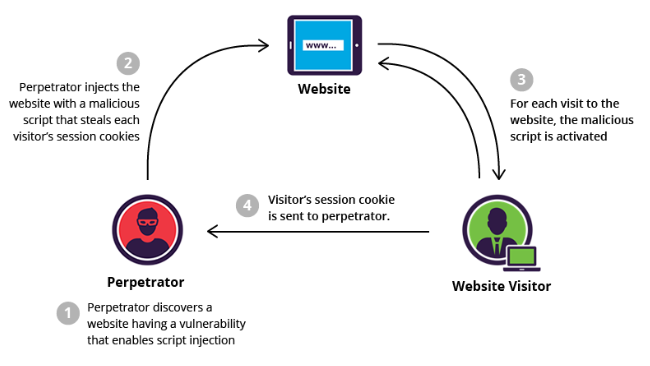 www...
Website
2
Perpetrator injects the
website with a malicious
script that steals each
visitor's session cookies
3
For each visit to the
website, the malicious
script is activated
4
Visitor's session cookie
is sent to perpetrator.
Perpetrator
Website Visitor
1
Perpetrator discovers a
website having a vulnerability
that enables script injection